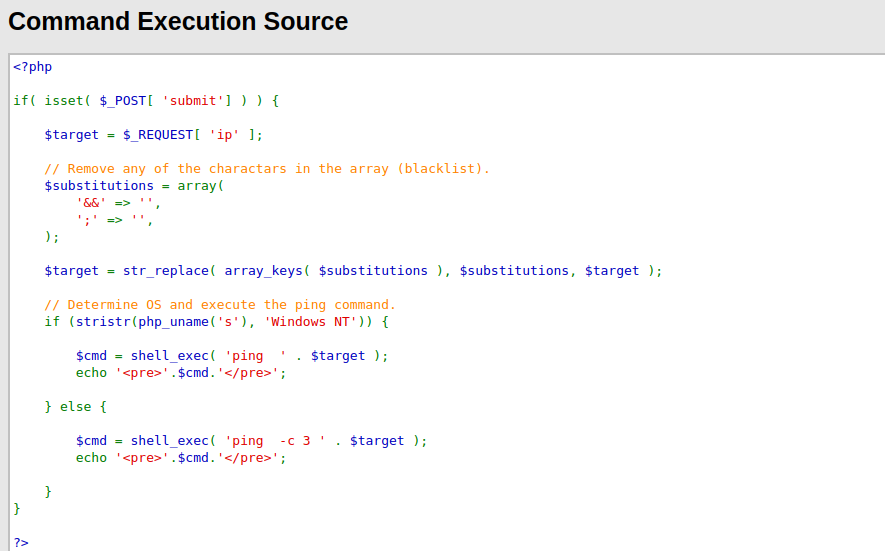 Command Execution Source
<?php
if( isset( $_POST[ 'submit'] ) ) {
$target = $_REQUEST[ 'ip' ];
// Remove any of the charactars in the array (blacklist).
$substitutions = array(
'&&' => '',
';' => '',
);
$target = str_replace( array_keys( $substitutions ), $substitutions, $target );
// Determine OS and execute the ping command.
if (stristr(php_uname('s'), 'Windows NT')) {
$cmd = shell_exec( 'ping  ' . $target );
echo '<pre>'.$cmd.'</pre>';
} else {
$cmd = shell_exec( 'ping  -c 3 ' . $target );
echo '<pre>'.$cmd.'</pre>';
}
}
?>